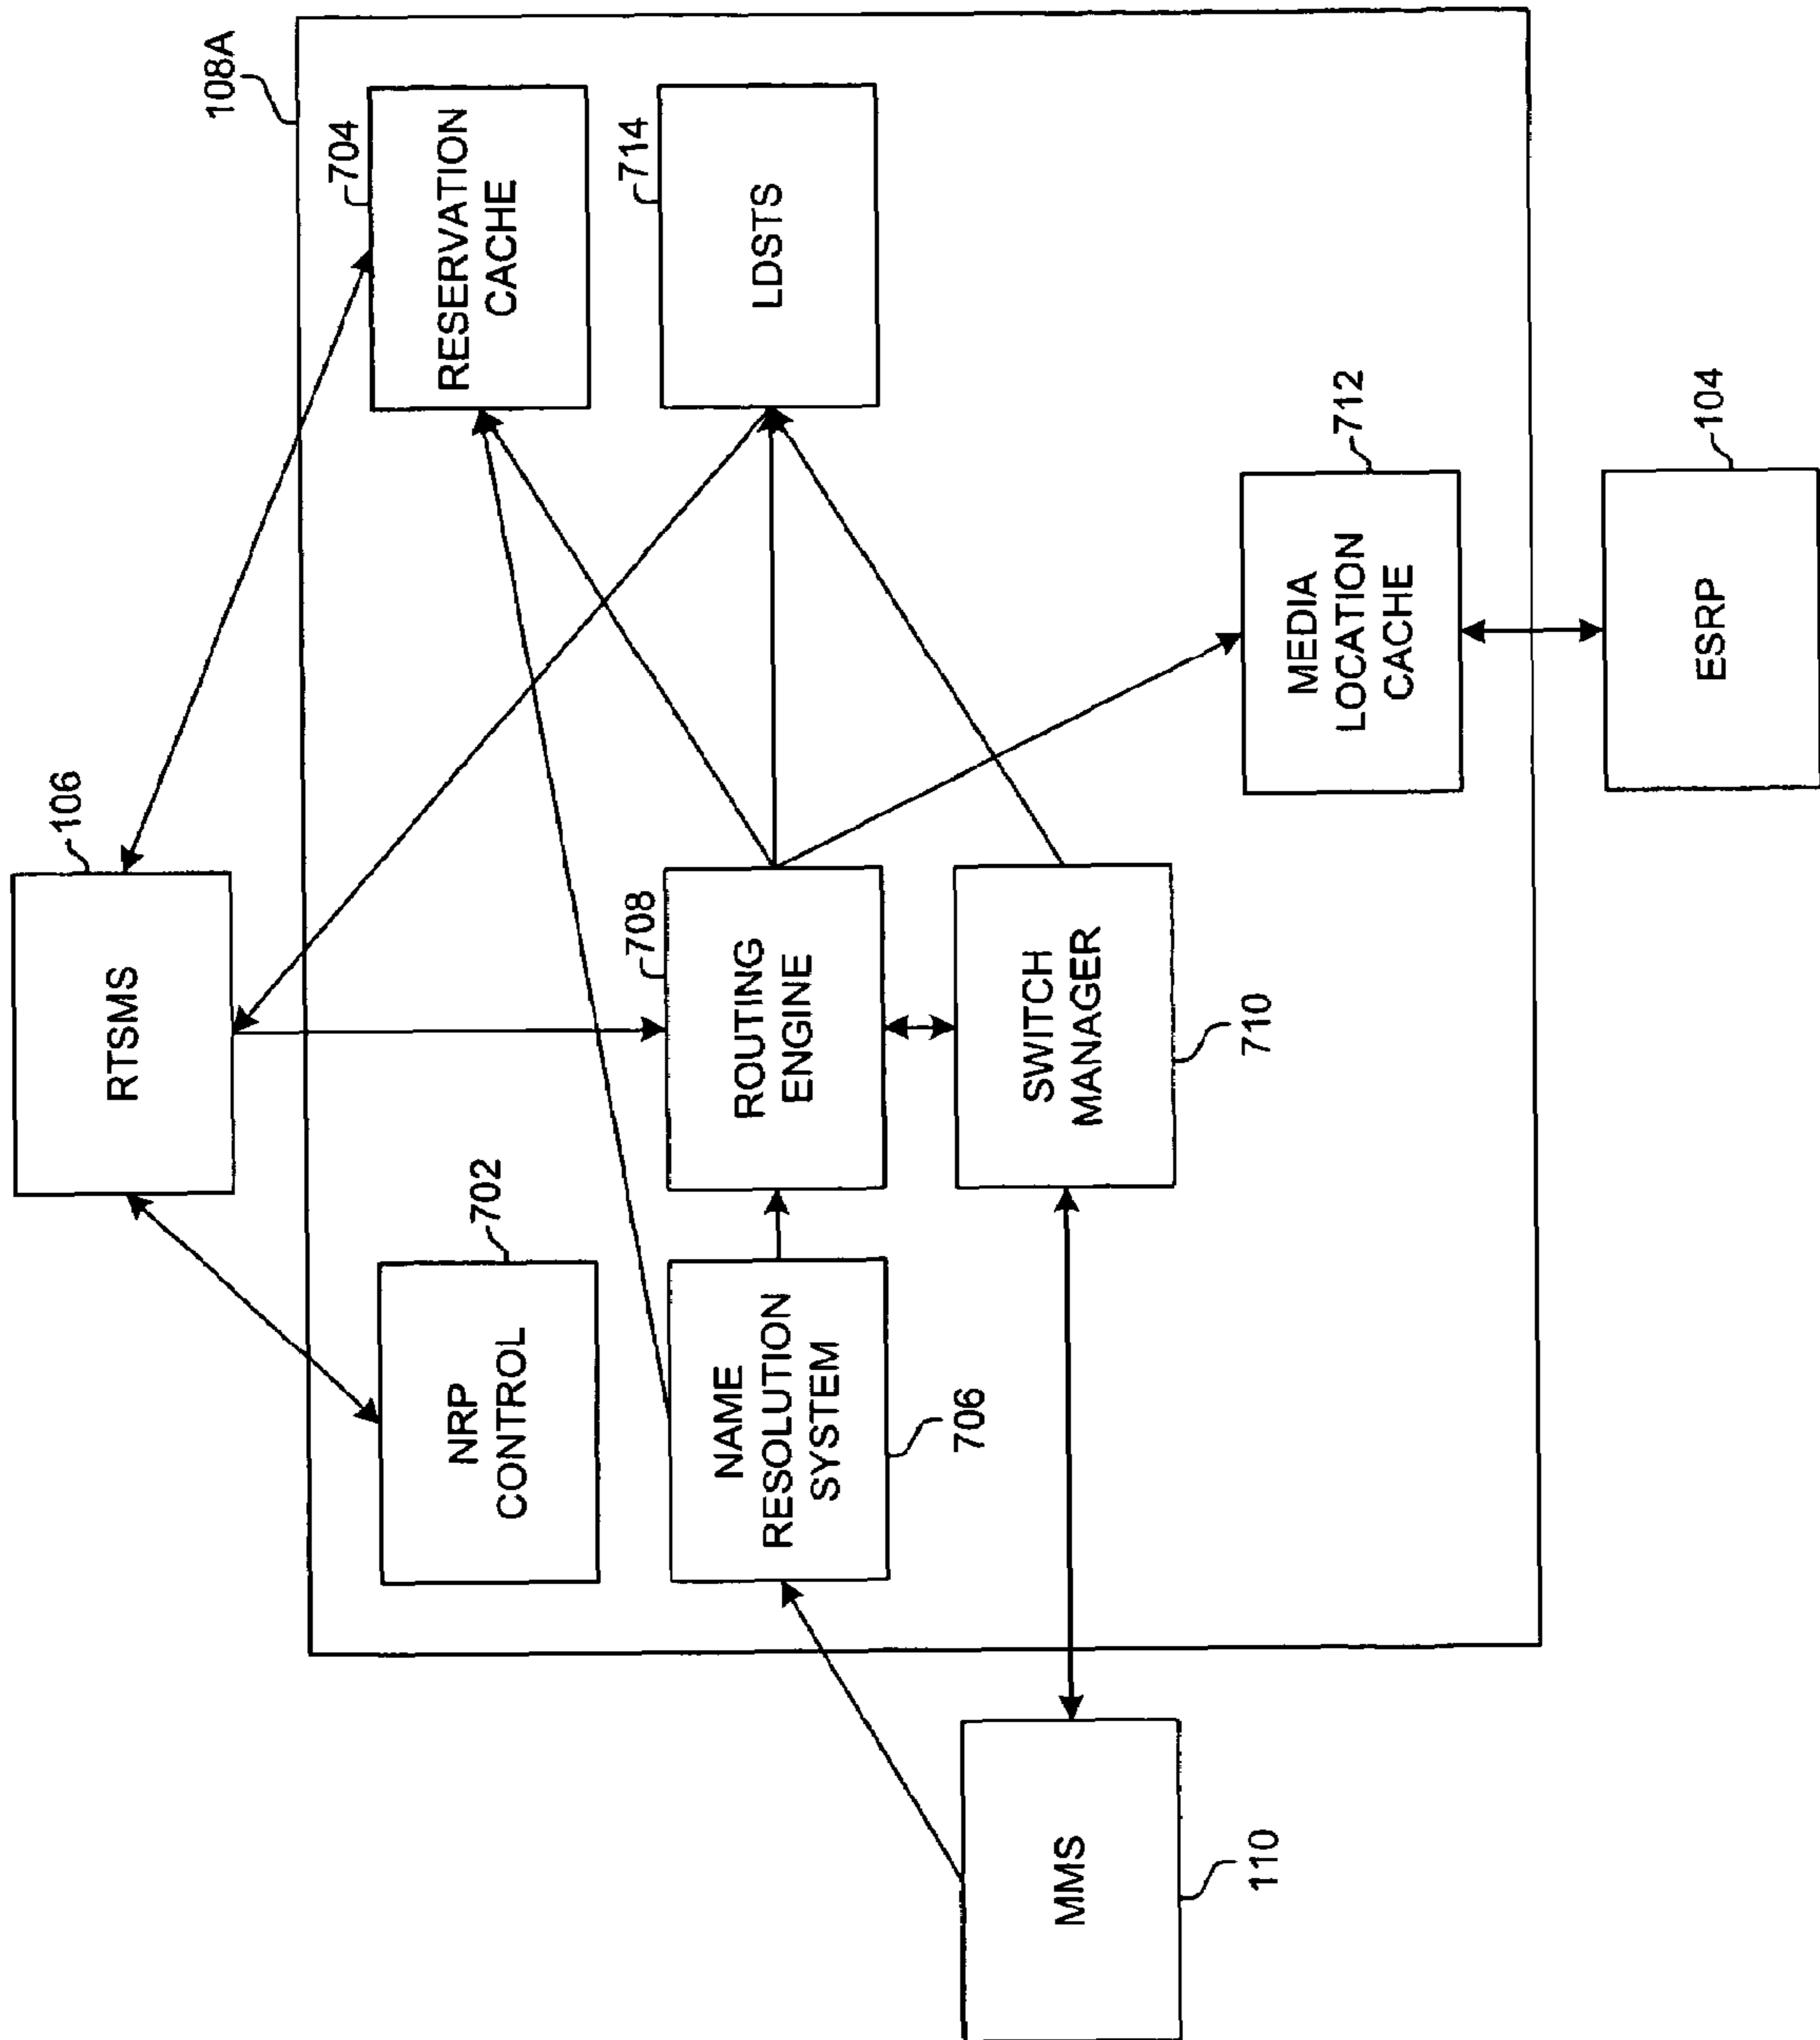 106
RTSMS
108A
702
NRP
CONTROL
704
RESERVATION
CACHE
706
NAME
RESOLUTION
SYSTEM
708
ROUTING
ENGINE
714
LDSTS
110
MMS
710
SWITCH
MANAGER
712
MEDIA
LOCATION
CACHE
104
ESRP